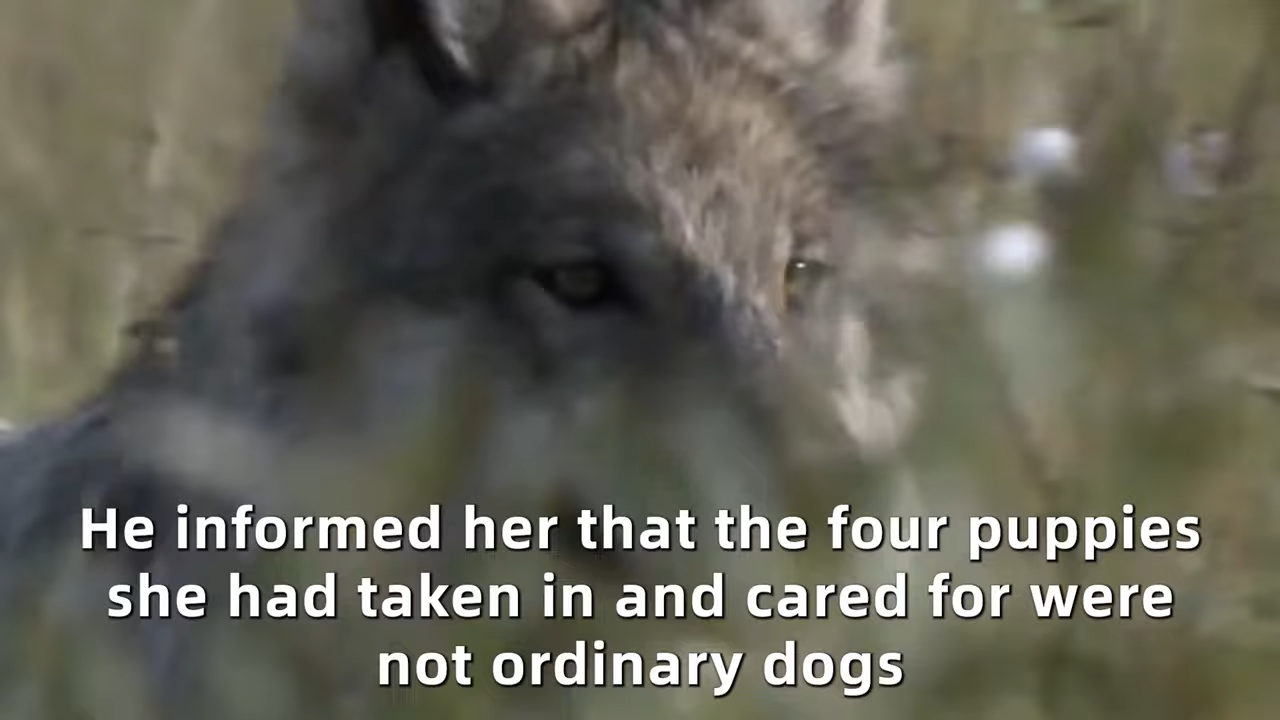 He informed her that the four puppies
she had taken in and cared for were
not ordinary dogs